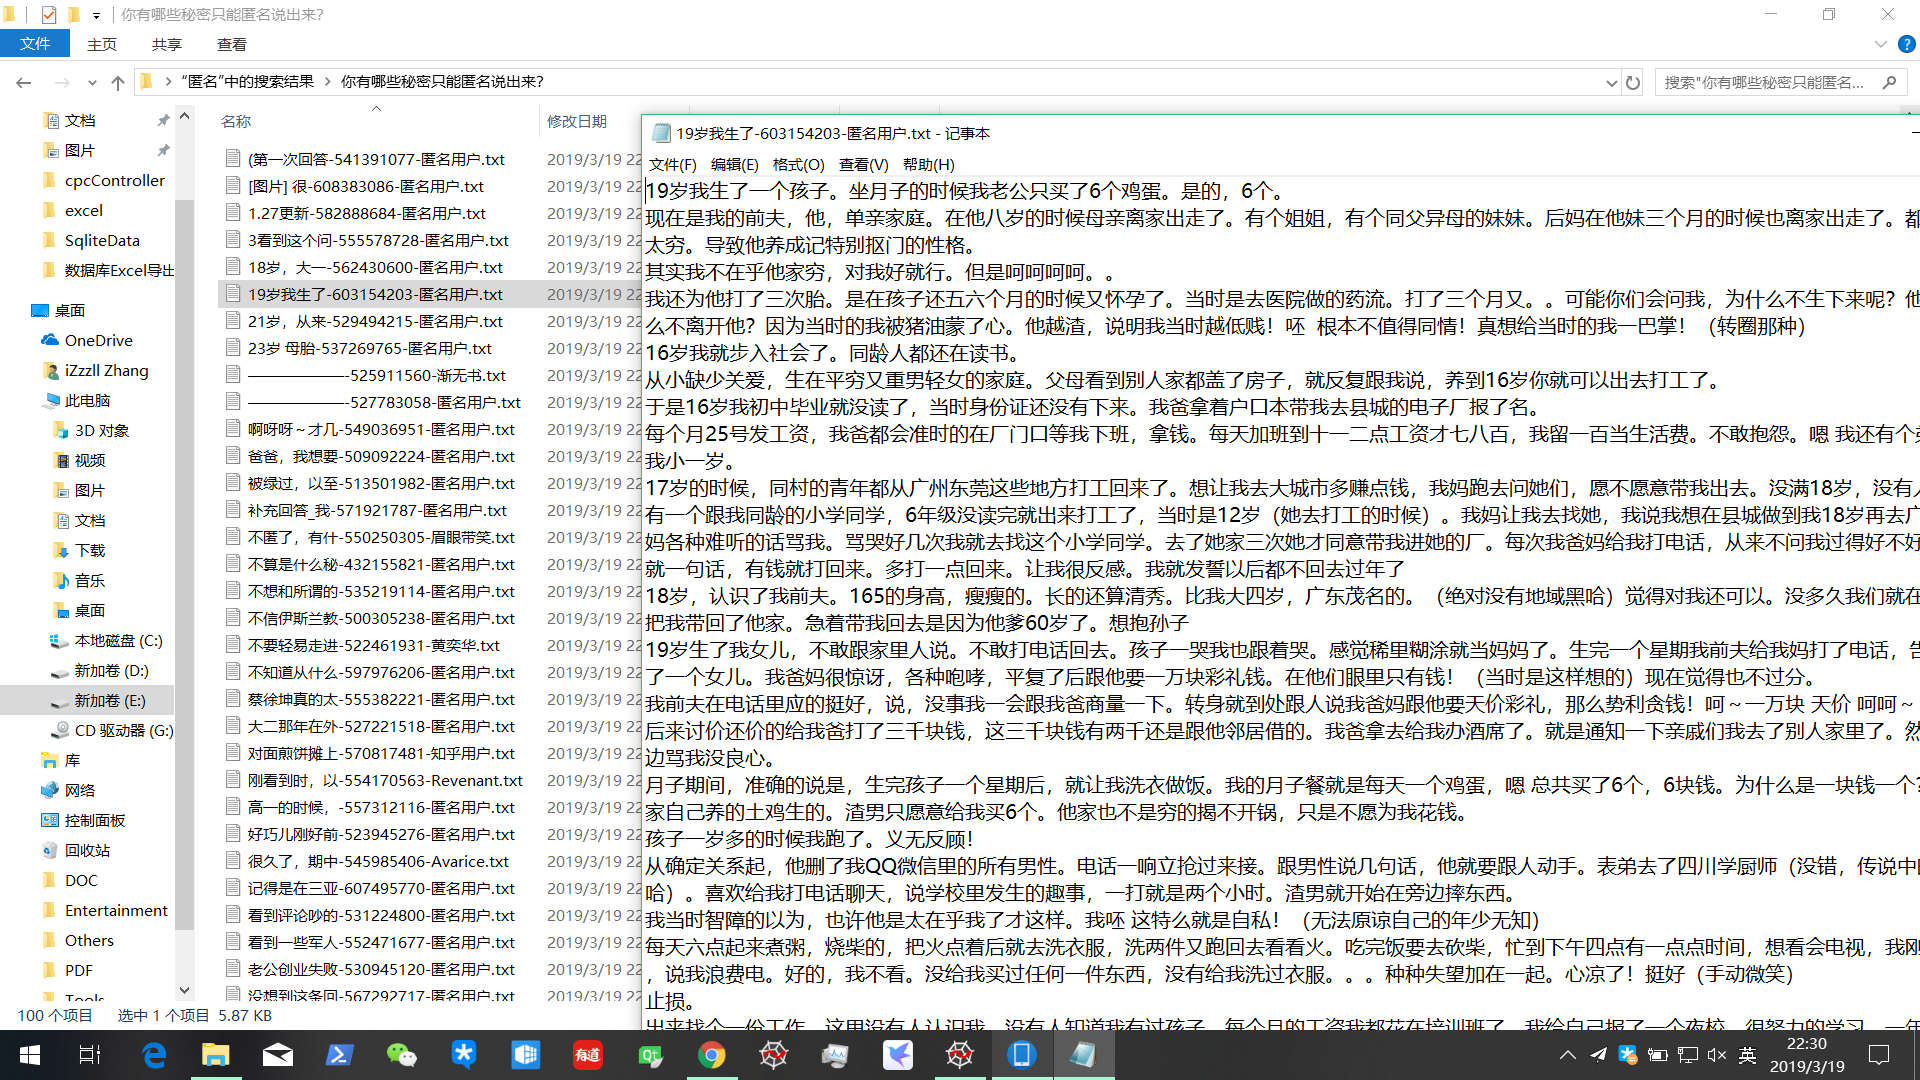 你有哪些秘密只能匿名说出来?
文件 主页 共享 查看
"匿名"中的搜索结果 › 你有哪些秘密只能匿名说出来?
搜索"你有哪些秘密只能匿名...
文档
图片
cpcController
excel
SqliteData
数据库Excel导出
桌面
OneDrive
iZzzll Zhang
此电脑
3D 对象
视频
图片
文档
下载
音乐
桌面
本地磁盘 (C:)
新加卷 (D:)
新加卷 (E:)
CD 驱动器 (G:)
库
网络
控制面板
回收站
DOC
Entertainment
Others
PDF
Tools
名称 修改日期
(第一次回答-541391077-匿名用户.txt 2019/3/19 22
[图片] 很-608383086-匿名用户.txt 2019/3/19 22
1.27更新-582888684-匿名用户.txt 2019/3/19 22
3看到这个问-555578728-匿名用户.txt 2019/3/19 22
18岁，大一-562430600-匿名用户.txt 2019/3/19 22
19岁我生了-603154203-匿名用户.txt 2019/3/19 22
21岁，从来-529494215-匿名用户.txt 2019/3/19 22
23岁 母胎-537269765-匿名用户.txt 2019/3/19 22
——————-525911560-渐无书.txt 2019/3/19 22
——————-527783058-匿名用户.txt 2019/3/19 22
啊呀呀～才几-549036951-匿名用户.txt 2019/3/19 22
爸爸，我想要-509092224-匿名用户.txt 2019/3/19 22
被绿过，以至-513501982-匿名用户.txt 2019/3/19 22
补充回答_我-571921787-匿名用户.txt 2019/3/19 22
不匿了，有什-550250305-眉眼带笑.txt 2019/3/19 22
不算是什么秘-432155821-匿名用户.txt 2019/3/19 22
不想和所谓的-535219114-匿名用户.txt 2019/3/19 22
不信伊斯兰教-500305238-匿名用户.txt 2019/3/19 22
不要轻易走进-522461931-黄奕华.txt 2019/3/19 22
不知道从什么-597976206-匿名用户.txt 2019/3/19 22
蔡徐坤真的太-555382221-匿名用户.txt 2019/3/19 22
大二那年在外-527221518-匿名用户.txt 2019/3/19 22
对面煎饼摊上-570817481-知乎用户.txt 2019/3/19 22
刚看到时，以-554170563-Revenant.txt 2019/3/19 22
高一的时候，-557312116-匿名用户.txt 2019/3/19 22
好巧儿刚好前-523945276-匿名用户.txt 2019/3/19 22
很久了，期中-545985406-Avarice.txt 2019/3/19 22
记得是在三亚-607495770-匿名用户.txt 2019/3/19 22
看到评论吵的-531224800-匿名用户.txt 2019/3/19 22
看到一些军人-552471677-匿名用户.txt 2019/3/19 22
老公创业失败-530945120-匿名用户.txt 2019/3/19 22
没想到这条回-567292717-匿名用户.txt 2019/3/19 22
100 个项目 选中 1 个项目 5.87 KB
19岁我生了-603154203-匿名用户.txt - 记事本
文件(F) 编辑(E) 格式(O) 查看(V) 帮助(H)
19岁我生了一个孩子。坐月子的时候我老公只买了6个鸡蛋。是的，6个。
现在是我的前夫，他，单亲家庭。在他八岁的时候母亲离家出走了。有个姐姐，有个同父异母的妹妹。后妈在他妹三个月的时候也离家出走了。都
太穷。导致他养成记特别抠门的性格。
其实我不在乎他家穷，对我好就行。但是呵呵呵呵。。
我还为他打了三次胎。是在孩子还五六个月的时候又怀孕了。当时是去医院做的药流。打了三个月又。。可能你们会问我，为什么不生下来呢？他
么不离开他？因为当时的我被猪油蒙了心。他越渣，说明我当时越低贱！呸 根本不值得同情！真想给当时的我一巴掌！（转圈那种）
16岁我就步入社会了。同龄人都还在读书。
从小缺少关爱，生在平穷又重男轻女的家庭。父母看到别人家都盖了房子，就反复跟我说，养到16岁你就可以出去打工了。
于是16岁我初中毕业就没读了，当时身份证还没有下来。我爸拿着户口本带我去县城的电子厂报了名。
每个月25号发工资，我爸都会准时的在厂门口等我下班，拿钱。每天加班到十一二点工资才七八百，我留一百当生活费。不敢抱怨。嗯 我还有个弟
我小一岁。
17岁的时候，同村的青年都从广州东莞这些地方打工回来了。想让我去大城市多赚点钱，我妈跑去问她们，愿不愿意带我出去。没满18岁，没有人
有一个跟我同龄的小学同学，6年级没读完就出来打工了，当时是12岁（她去打工的时候）。我妈让我去找她，我说我想在县城做到我18岁再去广
妈各种难听的话骂我。骂哭好几次我就去找这个小学同学。去了她家三次她才同意带我进她的厂。每次我爸妈给我打电话，从来不问我过得好不好
就一句话，有钱就打回来。多打一点回来。让我很反感。我就发誓以后都不回去过年了
18岁，认识了我前夫。165的身高，瘦瘦的。长的还算清秀。比我大四岁，广东茂名的。（绝对没有地域黑哈）觉得对我还可以。没多久我们就在
把我带回了他家。急着带我回去是因为他爹60岁了。想抱孙子
19岁生了我女儿，不敢跟家里人说。不敢打电话回去。孩子一哭我也跟着哭。感觉稀里糊涂就当妈妈了。生完一个星期我前夫给我妈打了电话，告
了一个女儿。我爸妈很惊讶，各种咆哮，平复了后跟他要一万块彩礼钱。在他们眼里只有钱！（当时是这样想的）现在觉得也不过分。
我前夫在电话里应的挺好，说，没事我一会跟我爸商量一下。转身就到处跟人说我爸妈跟他要天价彩礼，那么势利贪钱！呵～一万块 天价 呵呵～
后来讨价还价的给我爸打了三千块钱，这三千块钱有两千还是跟他邻居借的。我爸拿去给我办酒席了。就是通知一下亲戚们我去了别人家里了。然
边骂我没良心。
月子期间，准确的说是，生完孩子一个星期后，就让我洗衣做饭。我的月子餐就是每天一个鸡蛋，嗯 总共买了6个，6块钱。为什么是一块钱一个?
家自己养的土鸡生的。渣男只愿意给我买6个。他家也不是穷的揭不开锅，只是不愿为我花钱。
孩子一岁多的时候我跑了。义无反顾！
从确定关系起，他删了我QQ微信里的所有男性。电话一响立抢过来接。跟男性说几句话，他就要跟人动手。表弟去了四川学厨师（没错，传说中的
哈）。喜欢给我打电话聊天，说学校里发生的趣事，一打就是两个小时。渣男就开始在旁边摔东西。
我当时智障的以为，也许他是太在乎我了才这样。我呸 这特么就是自私！（无法原谅自己的年少无知）
每天六点起来煮粥，烧柴的，把火点着后就去洗衣服，洗两件又跑回去看看火。吃完饭要去砍柴，忙到下午四点有一点点时间，想看会电视，我刚
，说我浪费电。好的，我不看。没给我买过任何一件东西，没有给我洗过衣服。。。种种失望加在一起。心凉了！挺好（手动微笑）
止损。
出来找个一份工作，这里没有人认识我，没有人知道我有过孩子，每个月的工资我都花在培训班了，我给自己报了一个夜校，很努力的学习，一年
有道
英
22:30
2019/3/19